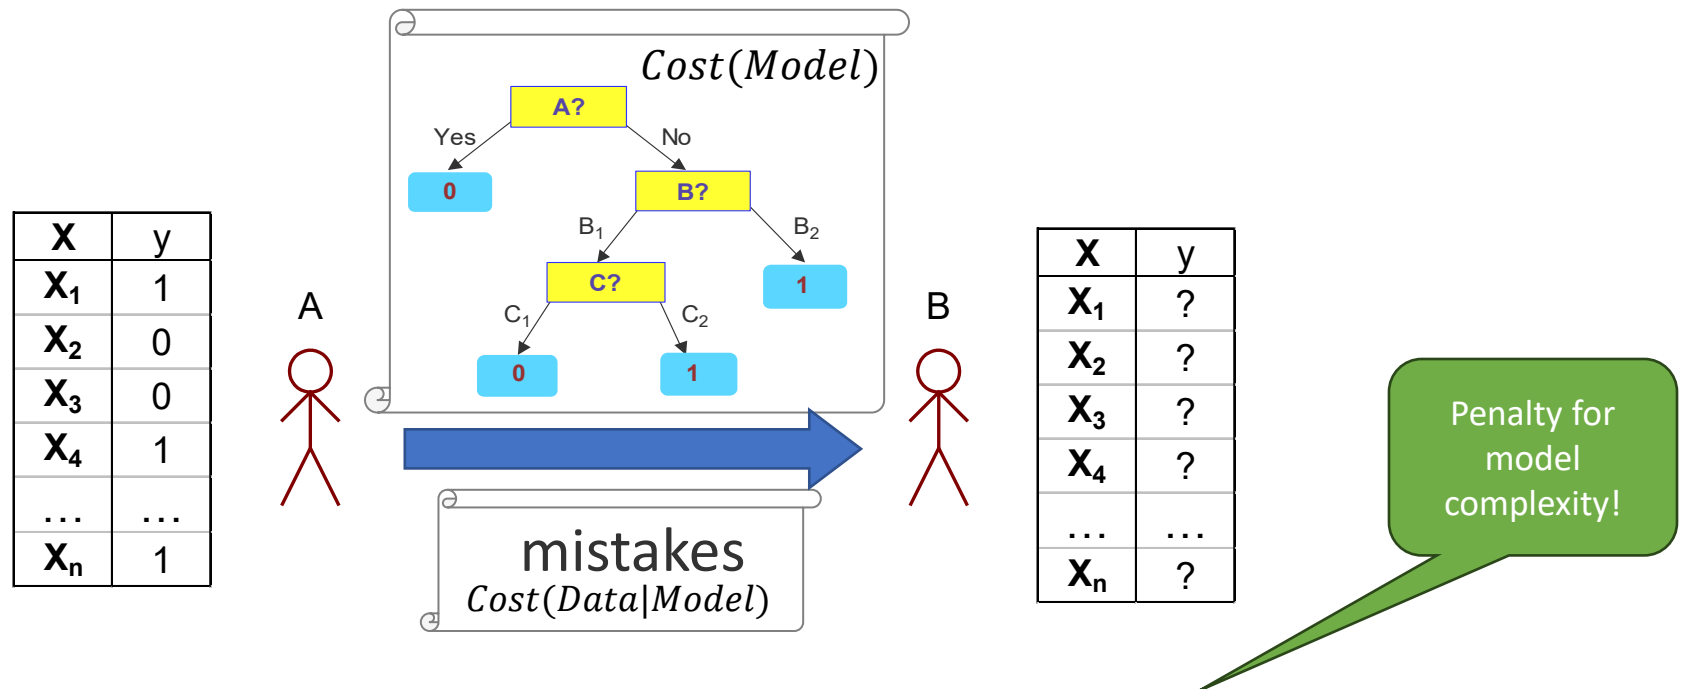 Cost(Model)
A?
Yes No
0
B?
B₁ B₂
C?
1
C₁ C₂
0
1
X y
X₁ 1
X₂ 0
X₃ 0
X₄ 1
... ...
Xₙ 1
A
B
X y
X₁ ?
X₂ ?
X₃ ?
X₄ ?
... ...
Xₙ ?
mistakes
Cost(Data|Model)
Penalty for
model
complexity!